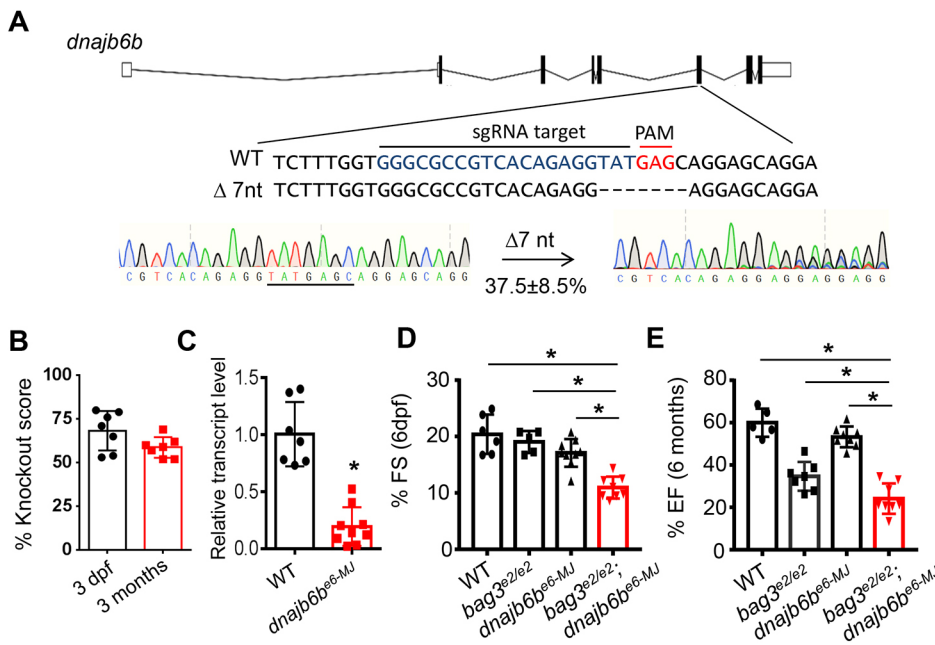 A
dnajb6b
sgRNA target PAM
WT TCTTTGGTGGGCGCCGTCACAGAGGTATGAGCAGGAGCAGGA
Δ 7nt TCTTTGGTGGGCGCCGTCACAGAGG-------AGGAGCAGGA
Δ7 nt
37.5±8.5%
CGTCACAGAGGTATGAGCAGGAGCAGG
CGTCACAGAGGAGGAGGAGG
B
% Knockout score
100
75
50
25
0
3 dpf
3 months
C
Relative transcript level
1.5
1.0
0.5
0.0
*
WT
dnajb6b^e6-MJ
D
% FS (6dpf)
30
20
10
0
*
*
*
WT
bag3^e2/e2
dnajb6b^e6-MJ
bag3^e2/e2;
dnajb6b^e6-MJ
E
% EF (6 months)
80
60
40
20
0
*
*
*
WT
bag3^e2/e2
dnajb6b^e6-MJ
bag3^e2/e2;
dnajb6b^e6-MJ